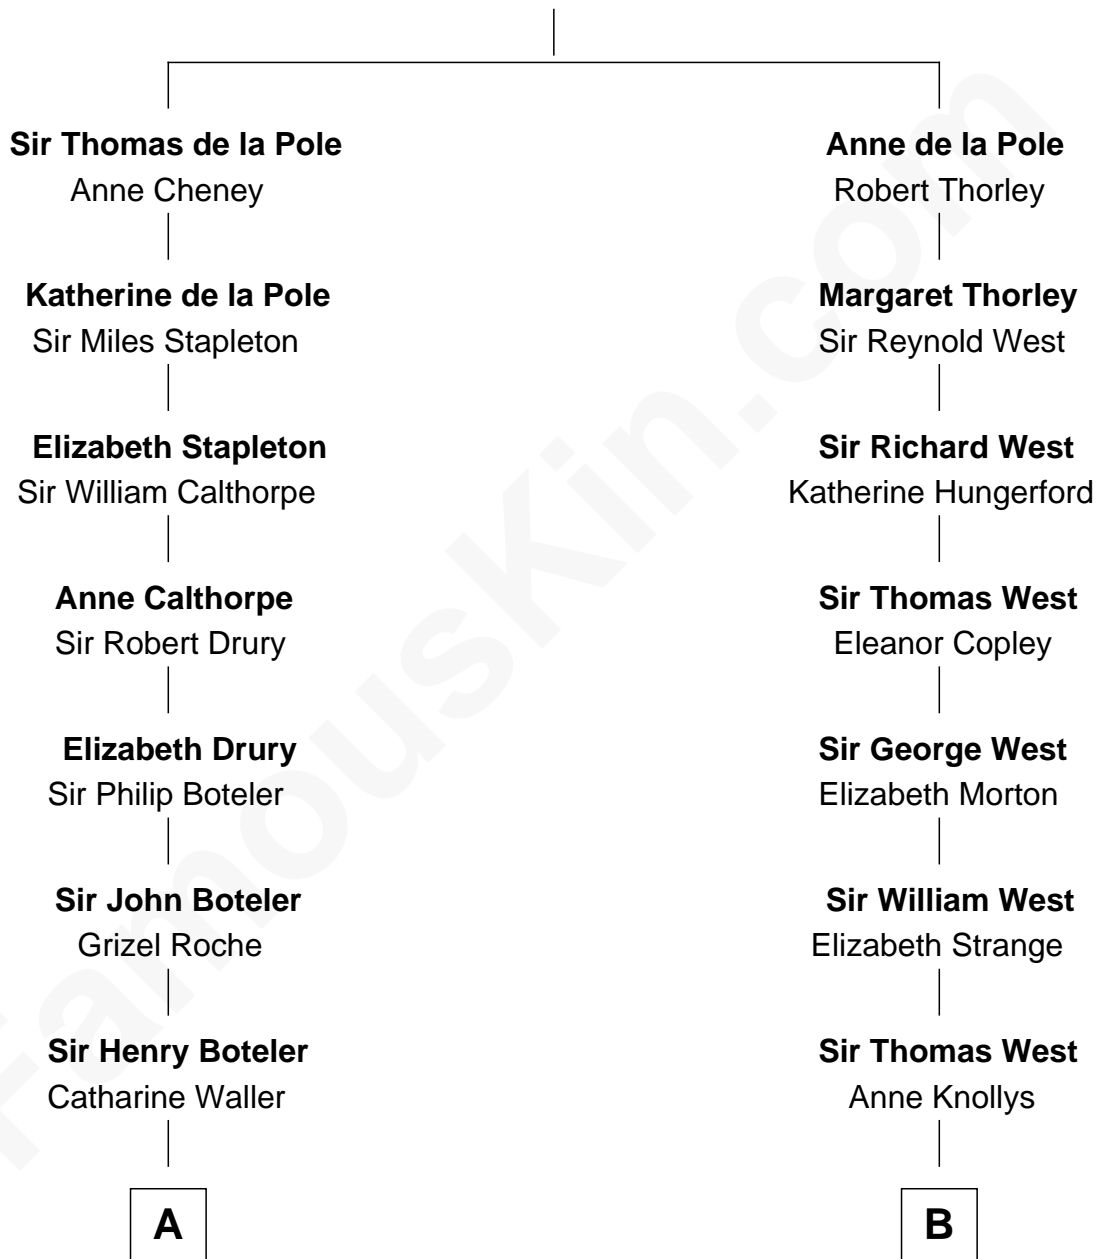 Sir Thomas de la Pole
Anne Cheney
Katherine de la Pole
Sir Miles Stapleton
Elizabeth Stapleton
Sir William Calthorpe
Anne Calthorpe
Sir Robert Drury
Elizabeth Drury
Sir Philip Boteler
Sir John Boteler
Grizel Roche
Sir Henry Boteler
Catharine Waller
A
Anne de la Pole
Robert Thorley
Margaret Thorley
Sir Reynold West
Sir Richard West
Katherine Hungerford
Sir Thomas West
Eleanor Copley
Sir George West
Elizabeth Morton
Sir William West
Elizabeth Strange
Sir Thomas West
Anne Knollys
B
FamousKin.com